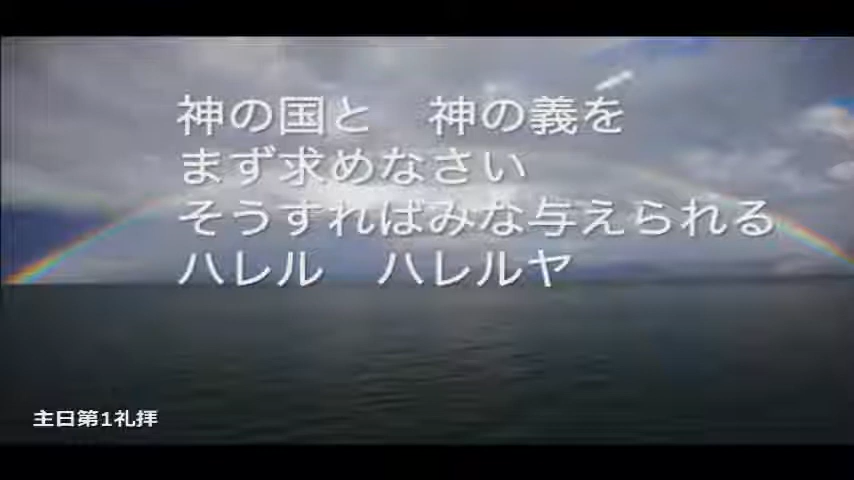 神の国と　神の義を
まず求めなさい
そうすればみな与えられる
ハレル　ハレルヤ
主日第1礼拝